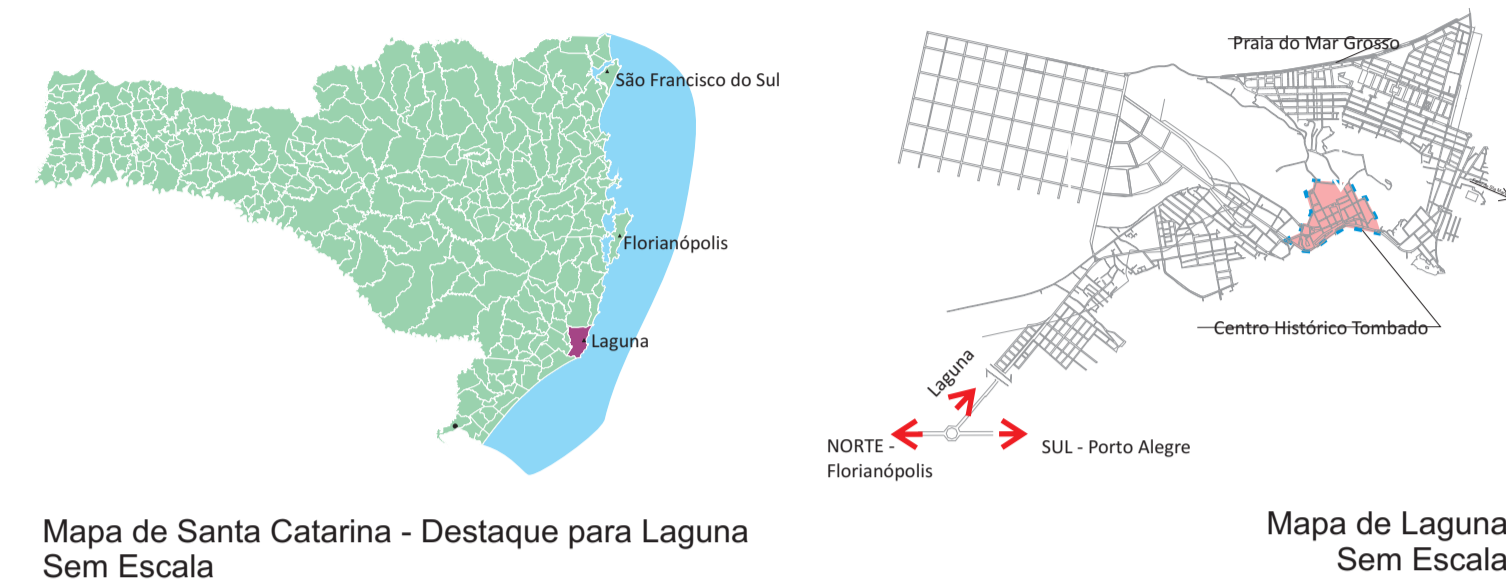 São Francisco do Sul
Florianópolis
Laguna
Mapa de Santa Catarina - Destaque para Laguna
Sem Escala
Praia do Mar Grosso
Centro Histórico Tombado
Laguna
NORTE -
Florianópolis
SUL - Porto Alegre
Mapa de Laguna
Sem Escala